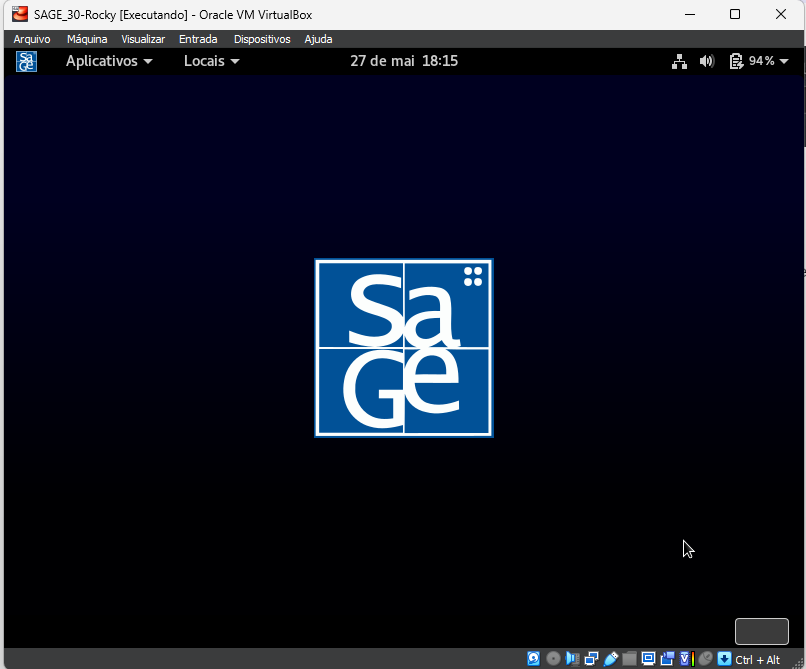 SAGE_30-Rocky [Executando] - Oracle VM VirtualBox
Arquivo Máquina Visualizar Entrada Dispositivos Ajuda
Aplicativos Locais 27 de mai 18:15 94%
Sa
Ge
Ctrl + Alt